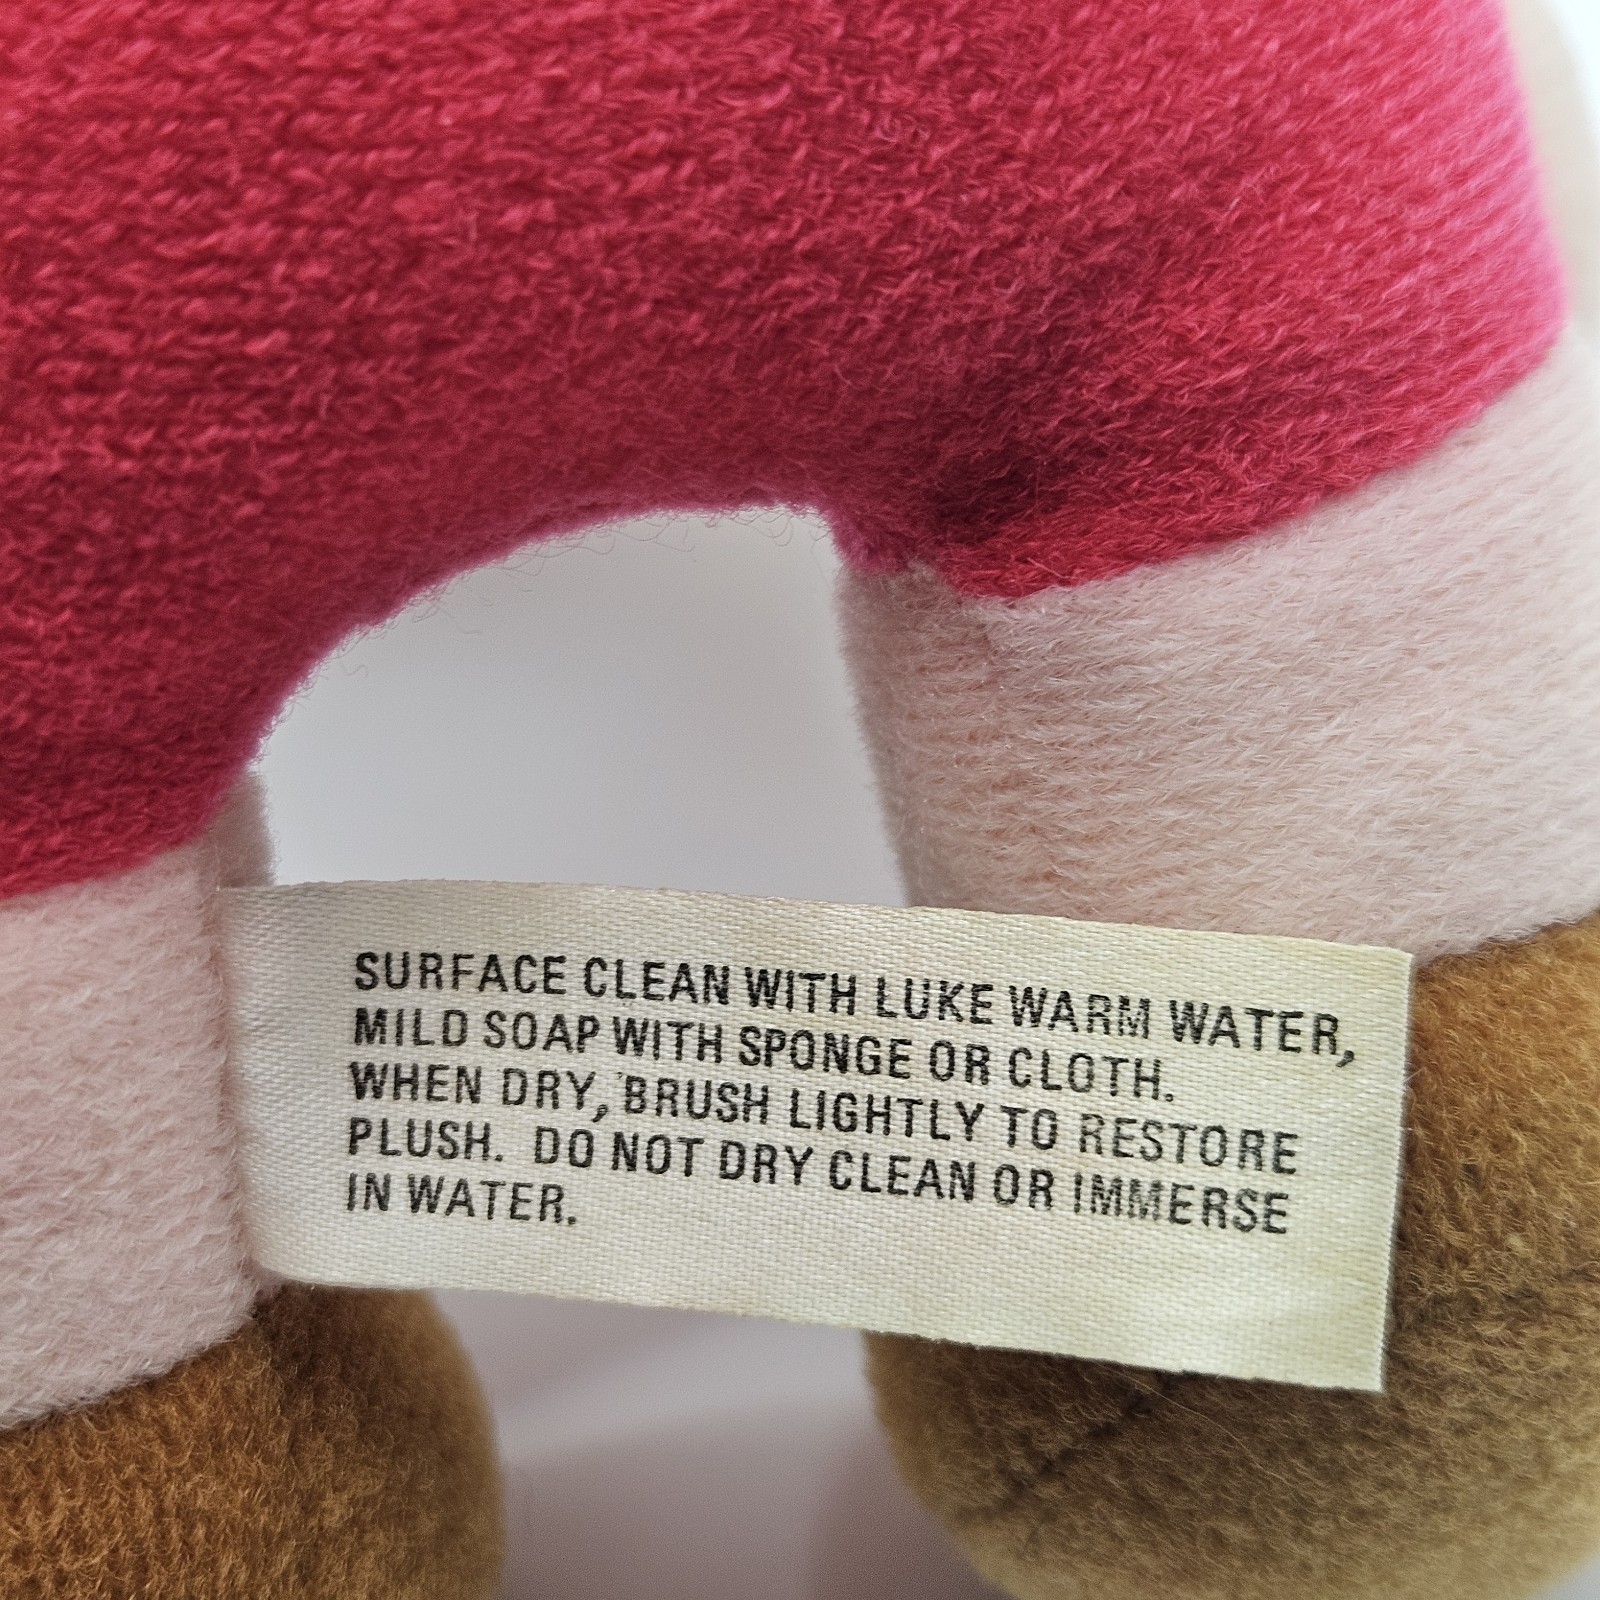 SURFACE CLEAN WITH LUKE WARM WATER,
MILD SOAP WITH SPONGE OR CLOTH.
WHEN DRY, BRUSH LIGHTLY TO RESTORE
PLUSH. DO NOT DRY CLEAN OR IMMERSE
IN WATER.